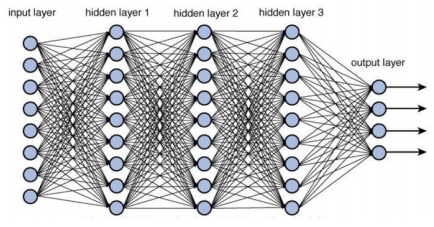 input layer
hidden layer 1
hidden layer 2
hidden layer 3
output layer